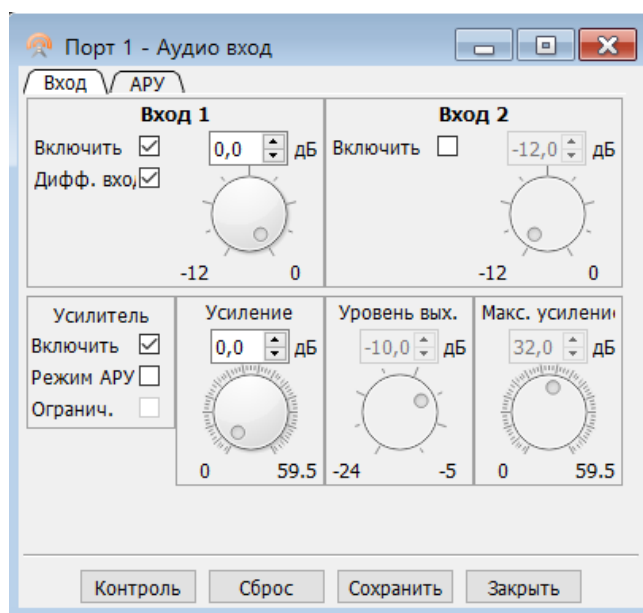 Порт 1 - Аудио вход
Вход АРУ
Вход 1
Включить 0,0 дБ
Дифф. вхо
-12 0
Вход 2
Включить -12,0 дБ
-12 0
Усилитель
Включить
Режим АРУ
Огранич.
Усиление
0,0 дБ
0 59.5
Уровень вых.
-10,0 дБ
-24 -5
Макс. усилени
32,0 дБ
0 59.5
Контроль Сброс Сохранить Закрыть